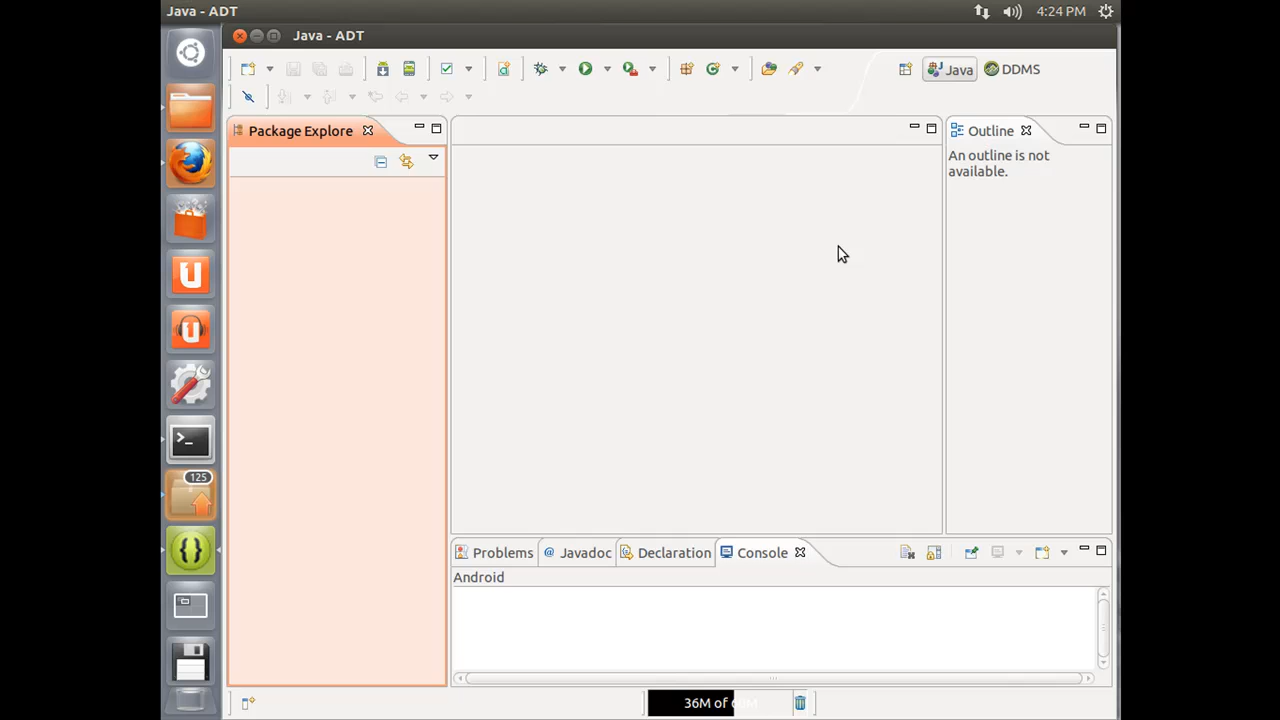 Java - ADT
4:24 PM
Java - ADT
Java
DDMS
Package Explore
Outline
An outline is not
available.
125
Problems
Javadoc
Declaration
Console
Android
36M of